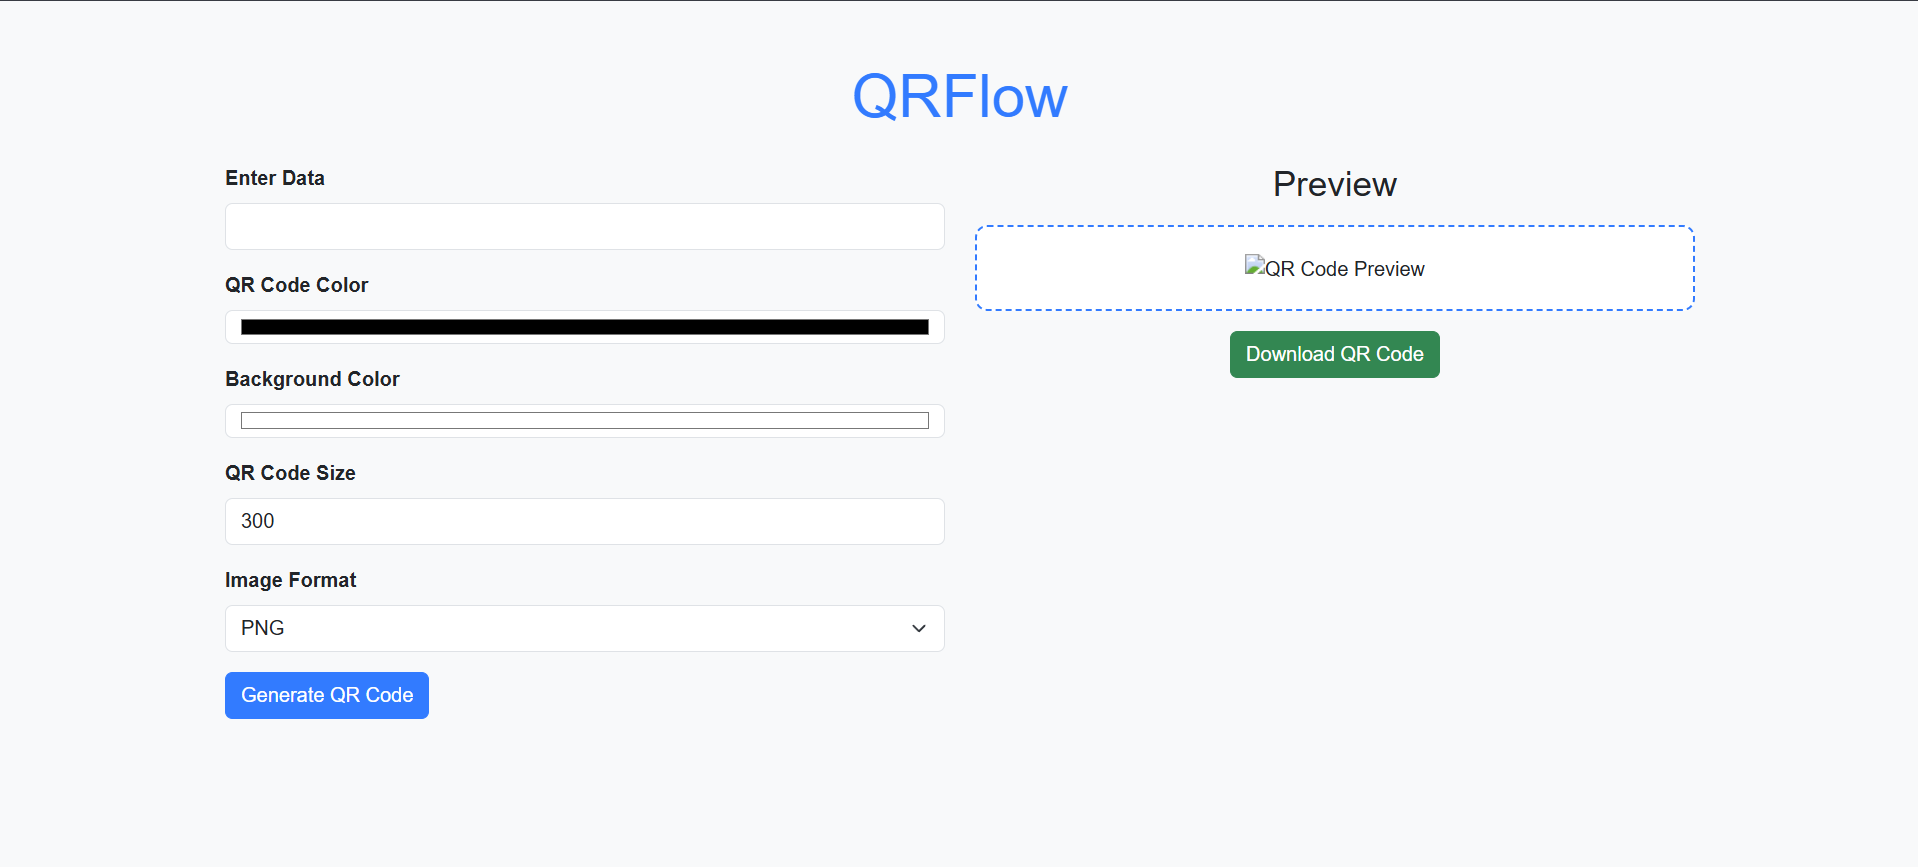 QRFlow
Enter Data
QR Code Color
Background Color
QR Code Size
300
Image Format
PNG
Generate QR Code
Preview
QR Code Preview
Download QR Code